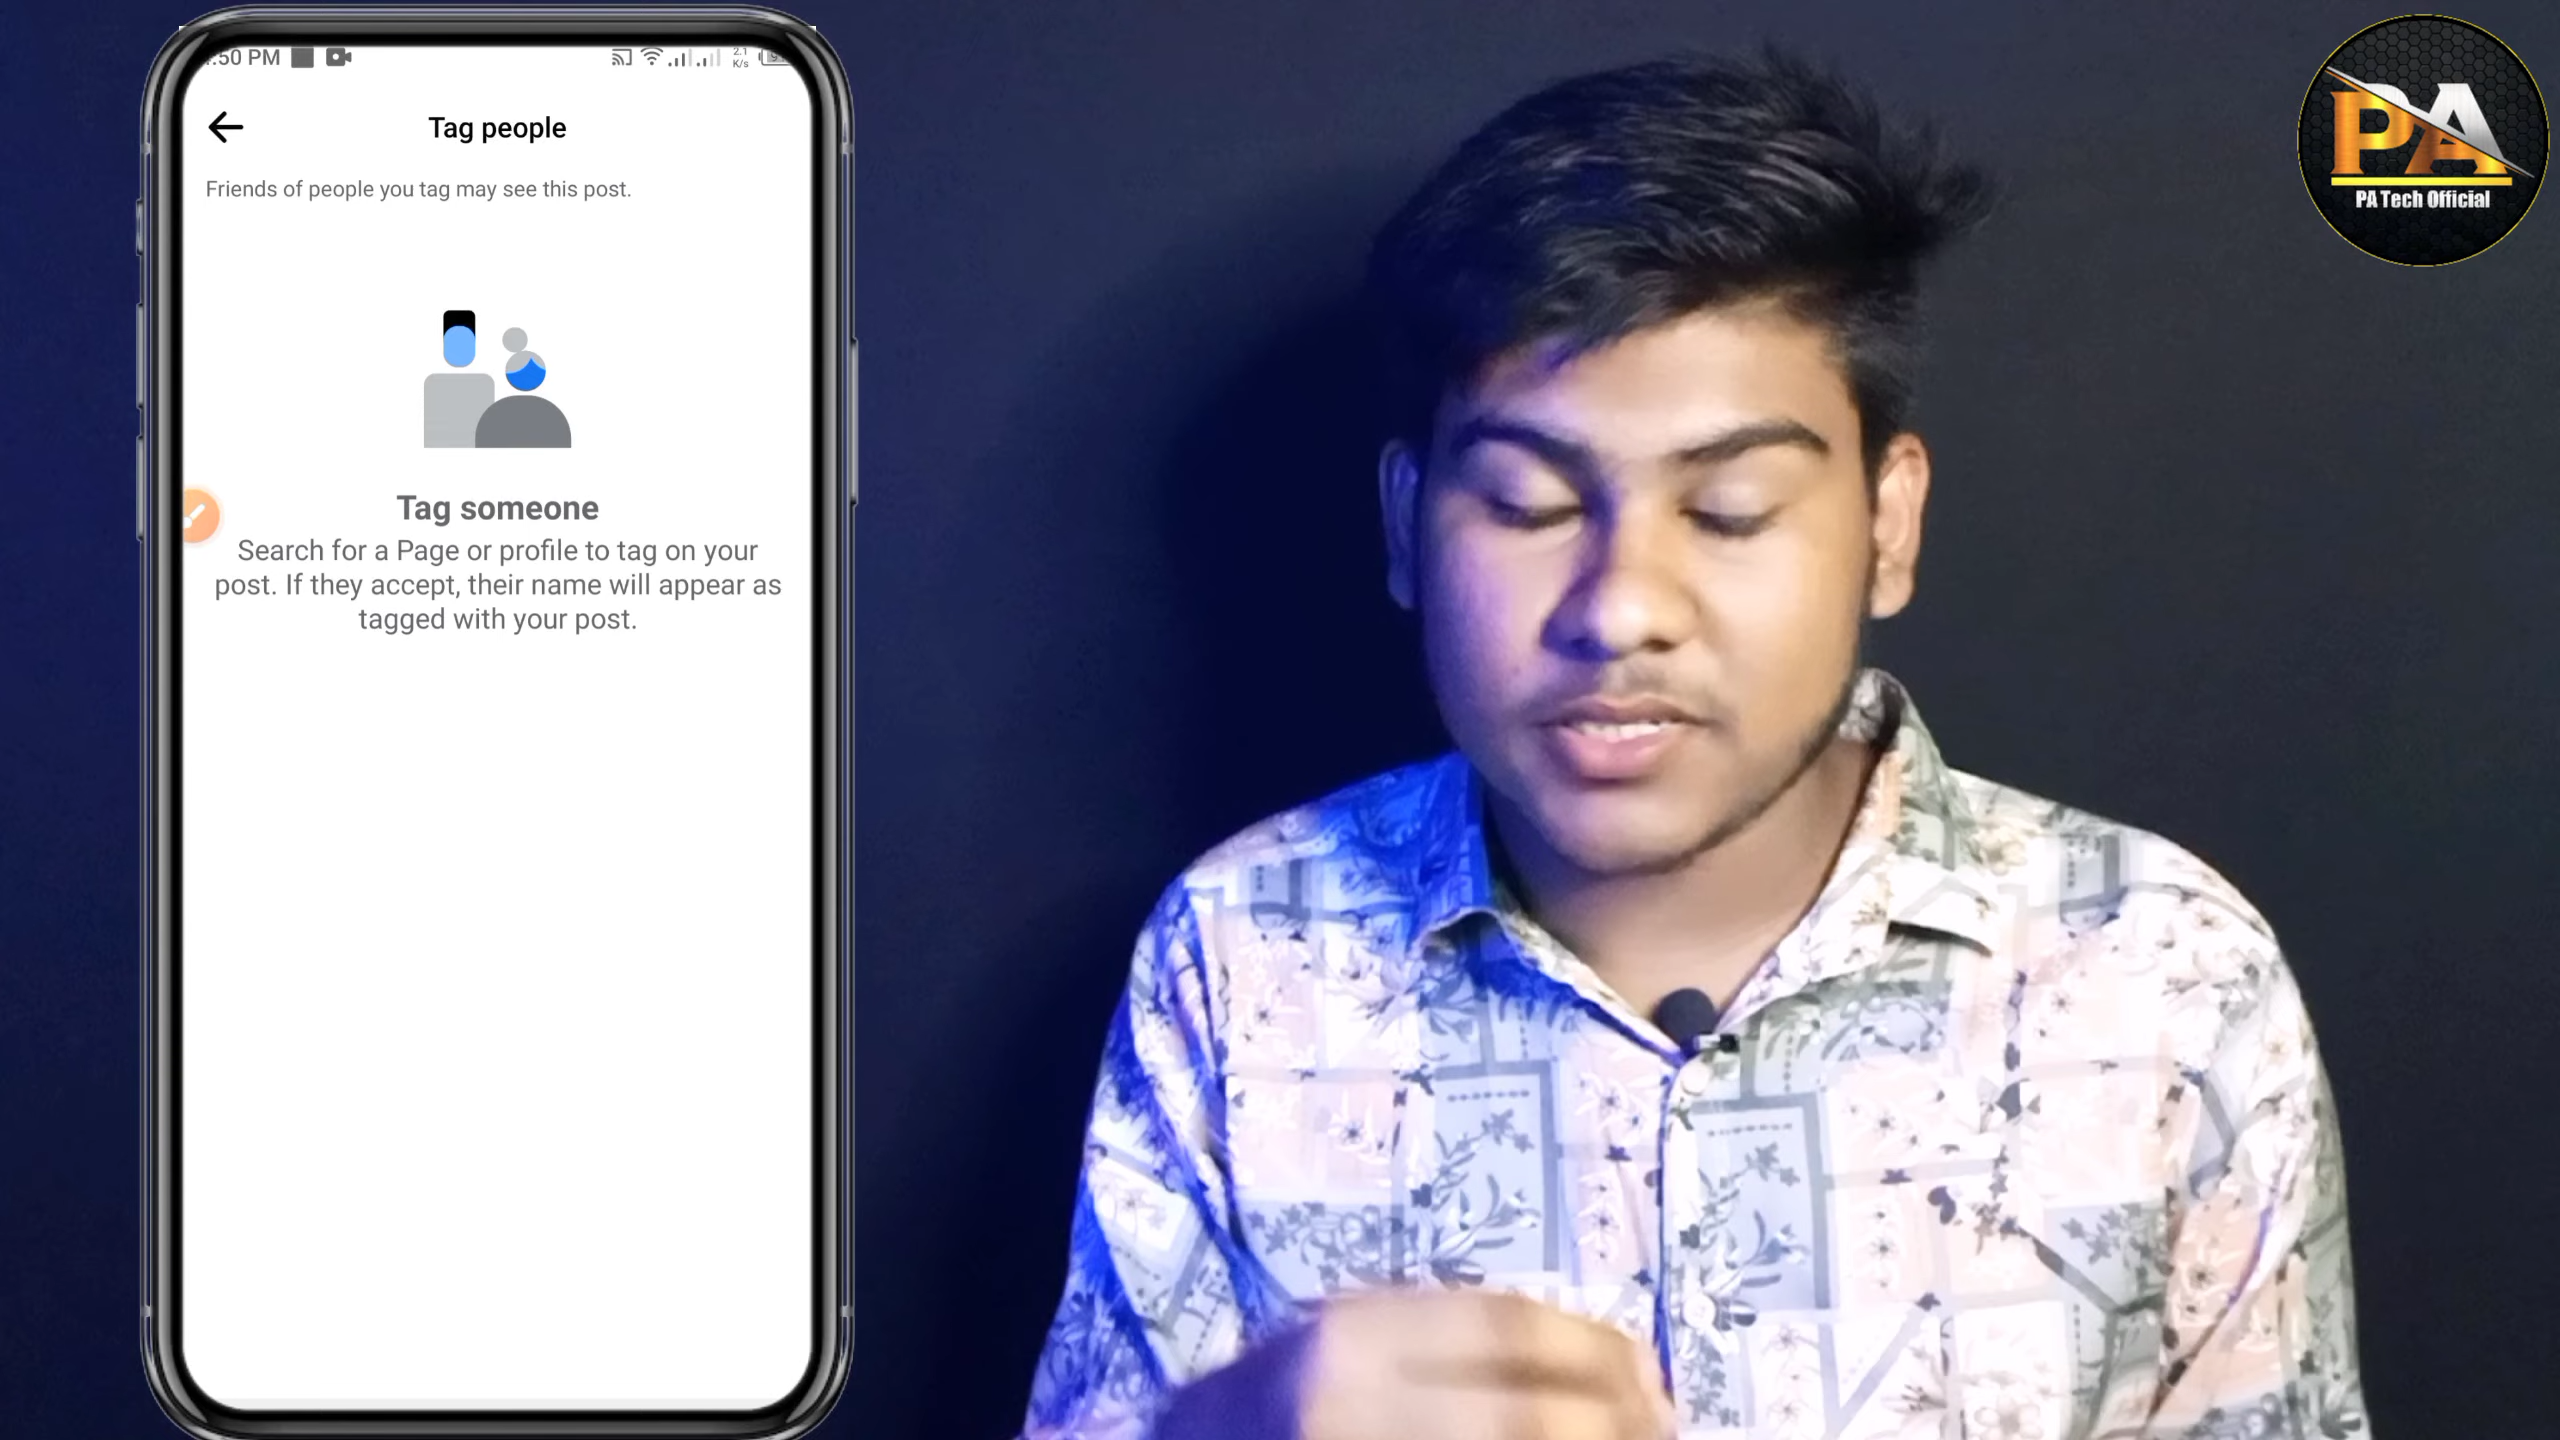 :50 PM
2.1
K/s
Tag people
Friends of people you tag may see this post.
Tag someone
Search for a Page or profile to tag on your
post. If they accept, their name will appear as
tagged with your post.
PA
PA Tech Official